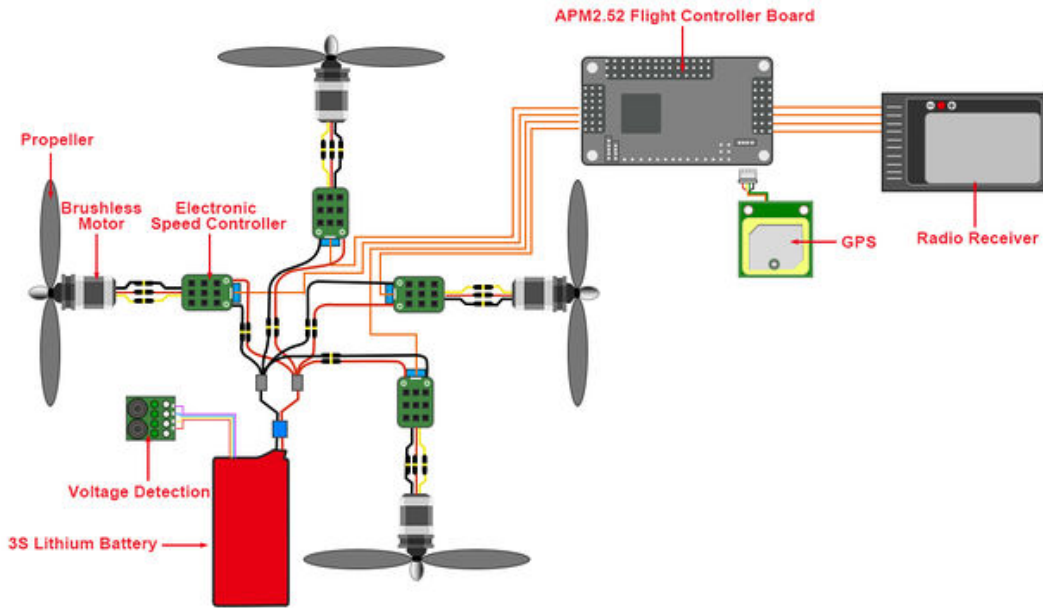 APM2.52 Flight Controller Board
Propeller
Brushless
Motor
Electronic
Speed Controller
GPS
Radio Receiver
Voltage Detection
3S Lithium Battery